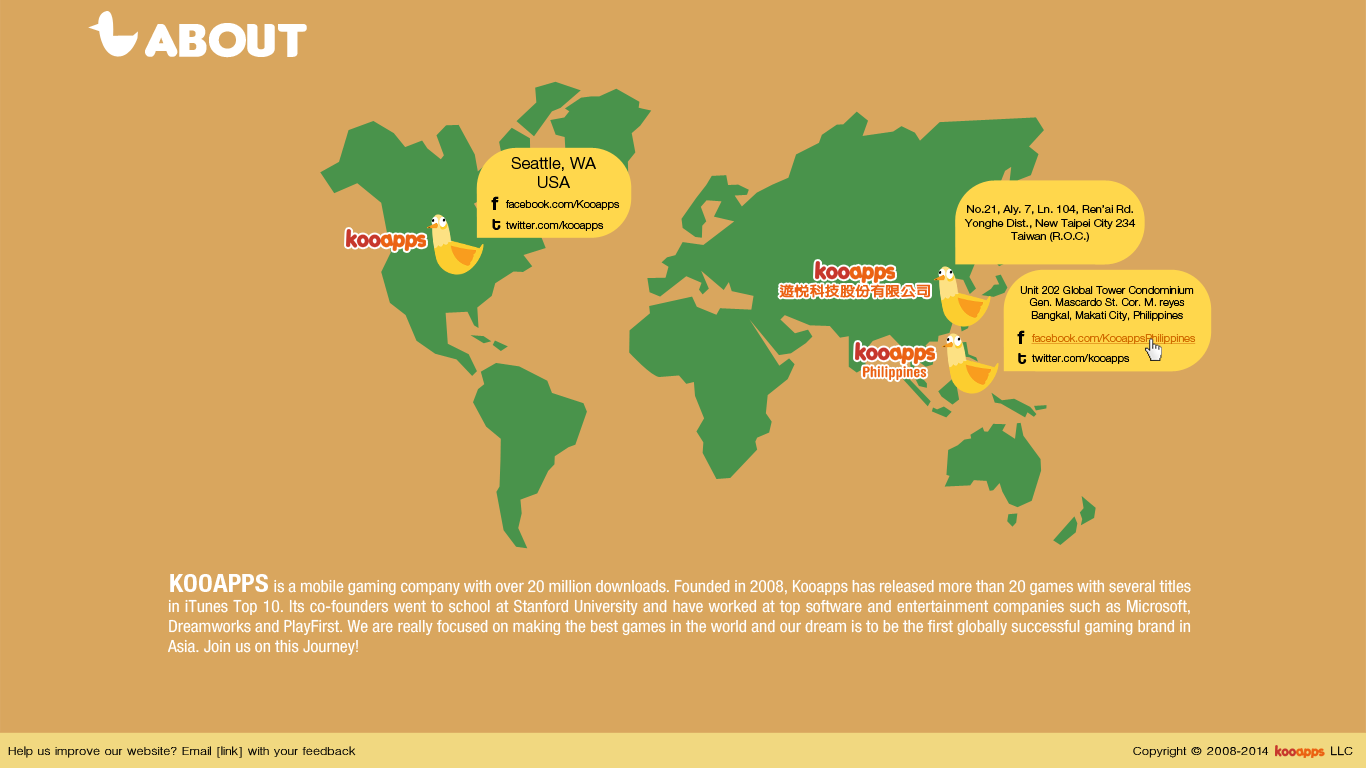 ABOUT
Seattle, WA
USA
facebook.com/Kooapps
twitter.com/kooapps
kooapps
No.21, Aly. 7, Ln. 104, Ren'ai Rd.
Yonghe Dist., New Taipei City 234
Taiwan (R.O.C.)
kooapps
遊悅科技股份有限公司
Unit 202 Global Tower Condominium
Gen. Mascardo St. Cor. M. reyes
Bangkal, Makati City, Philippines
facebook.com/KooappsPhilippines
twitter.com/kooapps
kooapps
Philippines
KOOAPPS is a mobile gaming company with over 20 million downloads. Founded in 2008, Kooapps has released more than 20 games with several titles
in iTunes Top 10. Its co-founders went to school at Stanford University and have worked at top software and entertainment companies such as Microsoft,
Dreamworks and PlayFirst. We are really focused on making the best games in the world and our dream is to be the first globally successful gaming brand in
Asia. Join us on this Journey!
Help us improve our website? Email [link] with your feedback
Copyright © 2008-2014 kooapps LLC